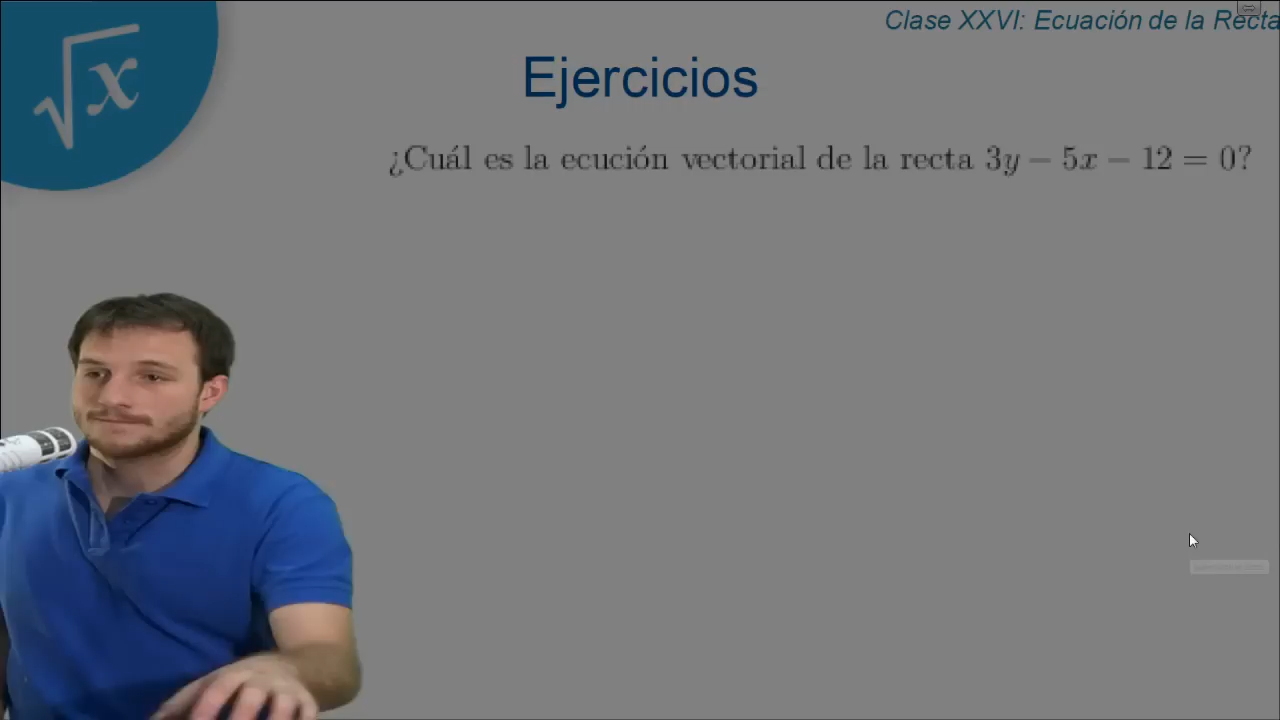 Clase XXVI: Ecuación de la Recta
√x
Ejercicios
¿Cuál es la ecución vectorial de la recta 3y − 5x − 12 = 0?